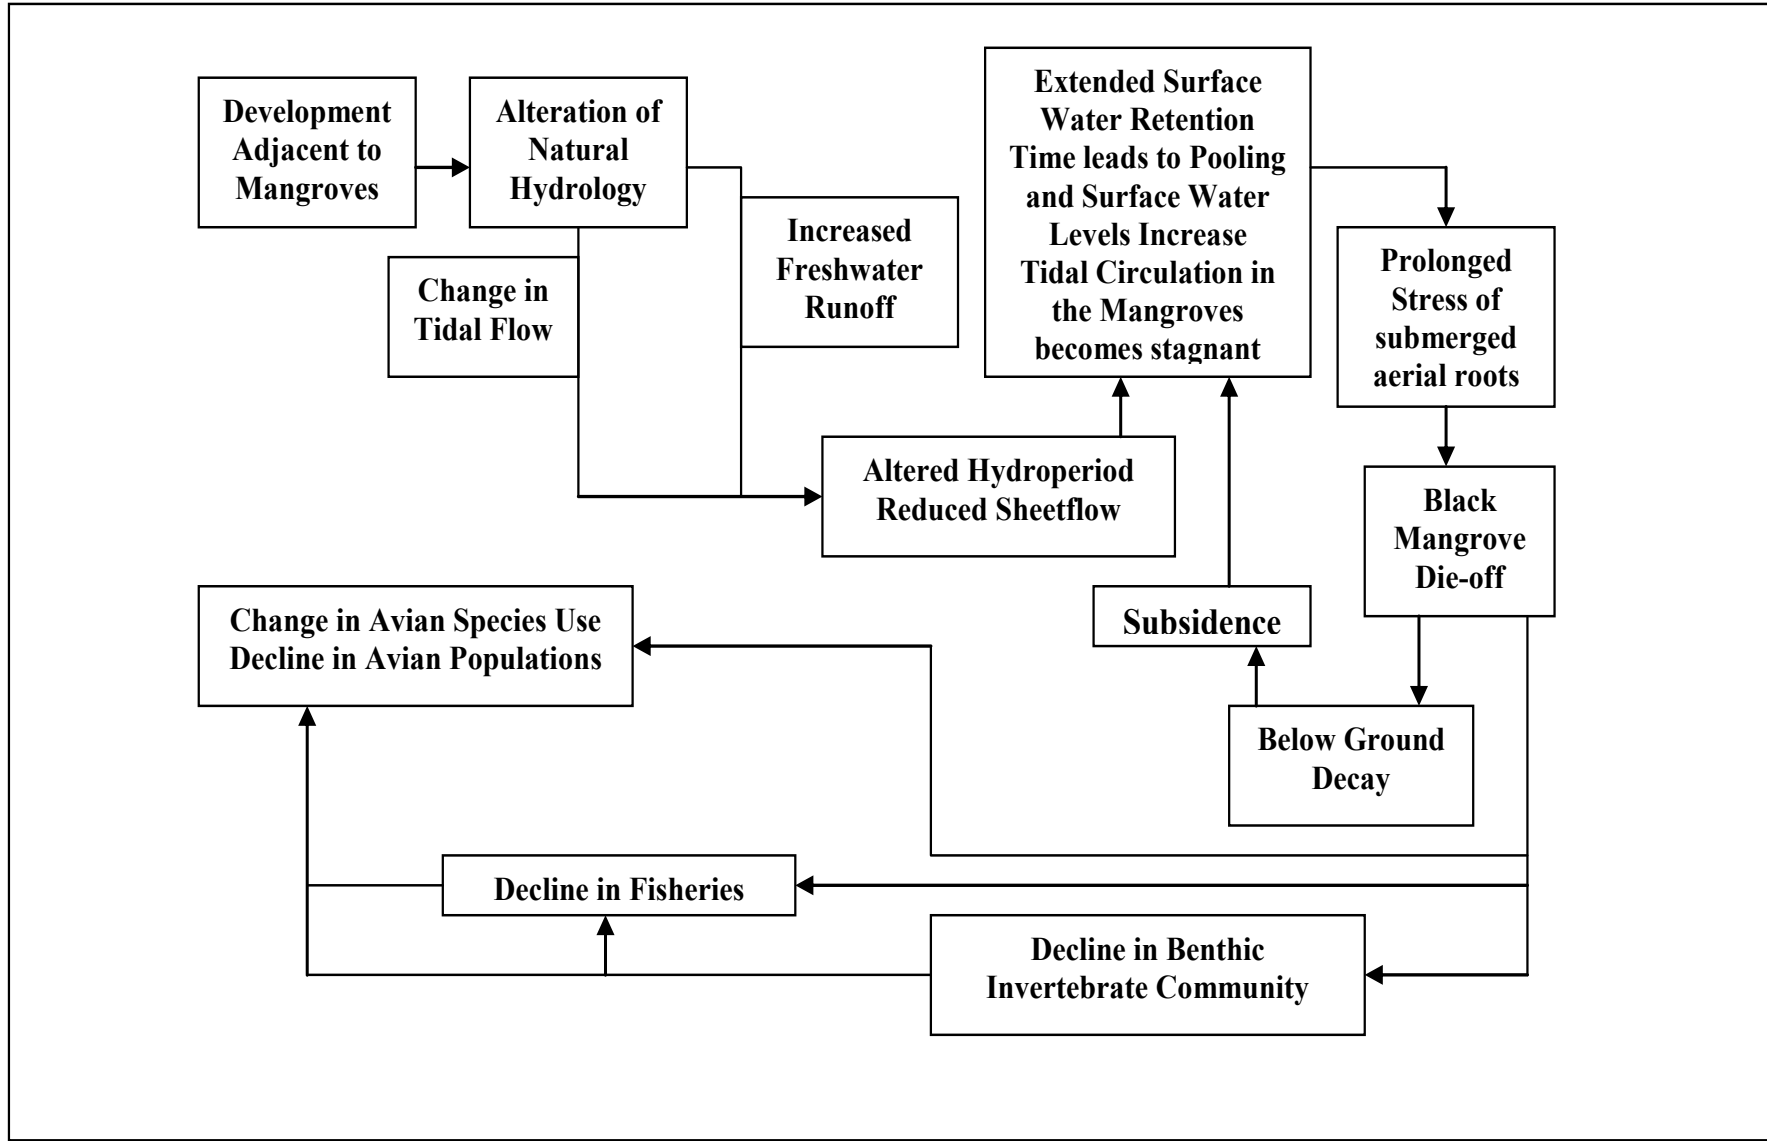 Development
Adjacent to
Mangroves
Alteration of
Natural
Hydrology
Change in
Tidal Flow
Increased
Freshwater
Runoff
Altered Hydroperiod
Reduced Sheetflow
Extended Surface
Water Retention
Time leads to Pooling
and Surface Water
Levels Increase
Tidal Circulation in
the Mangroves
becomes stagnant
Prolonged
Stress of
submerged
aerial roots
Black
Mangrove
Die-off
Below Ground
Decay
Subsidence
Change in Avian Species Use
Decline in Avian Populations
Decline in Fisheries
Decline in Benthic
Invertebrate Community